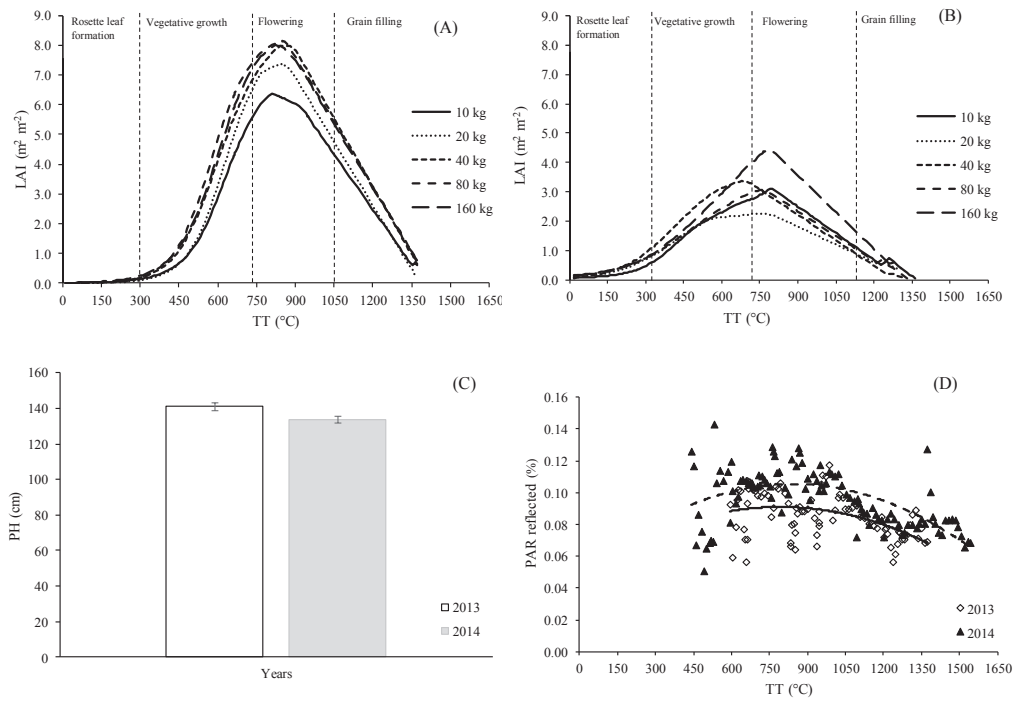 9.0
8.0
7.0
6.0
5.0
4.0
3.0
2.0
1.0
0.0
LAI (m² m⁻²)
Rosette leaf
formation
Vegetative growth
Flowering
Grain filling
(A)
10 kg
20 kg
40 kg
80 kg
160 kg
0 150 300 450 600 750 900 1050 1200 1350 1650
TT (°C)
9.0
8.0
7.0
6.0
5.0
4.0
3.0
2.0
1.0
0.0
LAI (m² m⁻²)
Rosette leaf
formation
Vegetative growth
Flowering
Grain filling
(B)
10 kg
20 kg
40 kg
80 kg
160 kg
0 150 300 450 600 750 900 1050 1200 1350 1650
TT (°C)
160
140
120
100
80
60
40
20
0
PH (cm)
(C)
2013
2014
Years
0.16
0.14
0.12
0.10
0.08
0.06
0.04
0.02
0.00
PAR reflected (%)
(D)
2013
2014
0 150 300 450 600 750 900 1050 1200 1350 1500 1650
TT (°C)